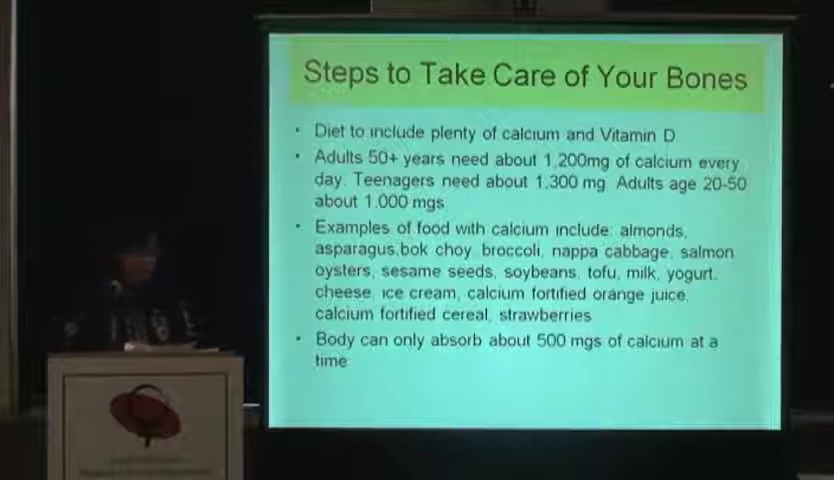 Steps to Take Care of Your Bones
• Diet to include plenty of calcium and Vitamin D
• Adults 50+ years need about 1,200mg of calcium every
day. Teenagers need about 1,300 mg. Adults age 20-50
about 1,000 mgs
• Examples of food with calcium include: almonds,
asparagus,bok choy, broccoli, nappa cabbage, salmon
oysters, sesame seeds, soybeans, tofu, milk, yogurt,
cheese, ice cream, calcium fortified orange juice,
calcium fortified cereal, strawberries
• Body can only absorb about 500 mgs of calcium at a
time